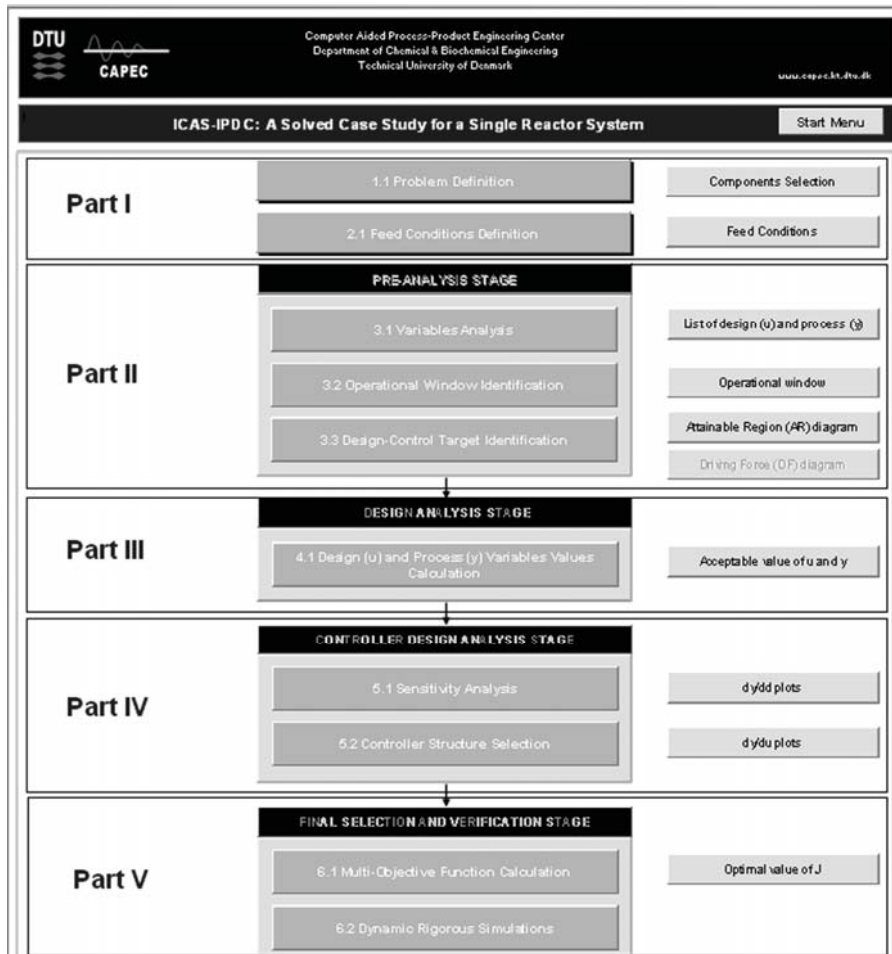 DTU
CAPEC
Computer Aided Process-Product Engineering Center
Department of Chemical & Biochemical Engineering
Technical University of Denmark
www.capec.kt.dtu.dk
ICAS-IPDC: A Solved Case Study for a Single Reactor System
Start Menu
Part I
1.1 Problem Definition
Components Selection
2.1 Feed Conditions Definition
Feed Conditions
PRE-ANALYSIS STAGE
Part II
3.1 Variables Analysis
List of design (u) and process (y)
3.2 Operational Window Identification
Operational window
3.3 Design-Control Target Identification
Attainable Region (AR) diagram
Driving Force (DF) diagram
DESIGN ANALYSIS STAGE
Part III
4.1 Design (u) and Process (y) Variables Values
Calculation
Acceptable value of u and y
CONTROLLER DESIGN ANALYSIS STAGE
Part IV
5.1 Sensitivity Analysis
dy/dd plots
5.2 Controller Structure Selection
dy/du plots
FINAL SELECTION AND VERIFICATION STAGE
Part V
6.1 Multi-Objective Function Calculation
Optimal value of J
6.2 Dynamic Rigorous Simulations